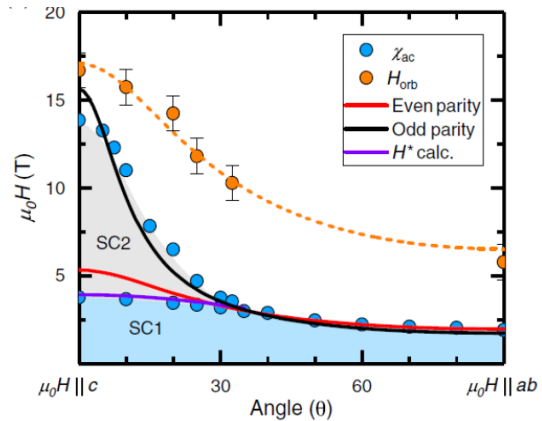 20
15
10
5
μ₀H (T)
χac
Horb
Even parity
Odd parity
H* calc.
SC2
SC1
μ₀H || c
30
60
μ₀H || ab
Angle (θ)